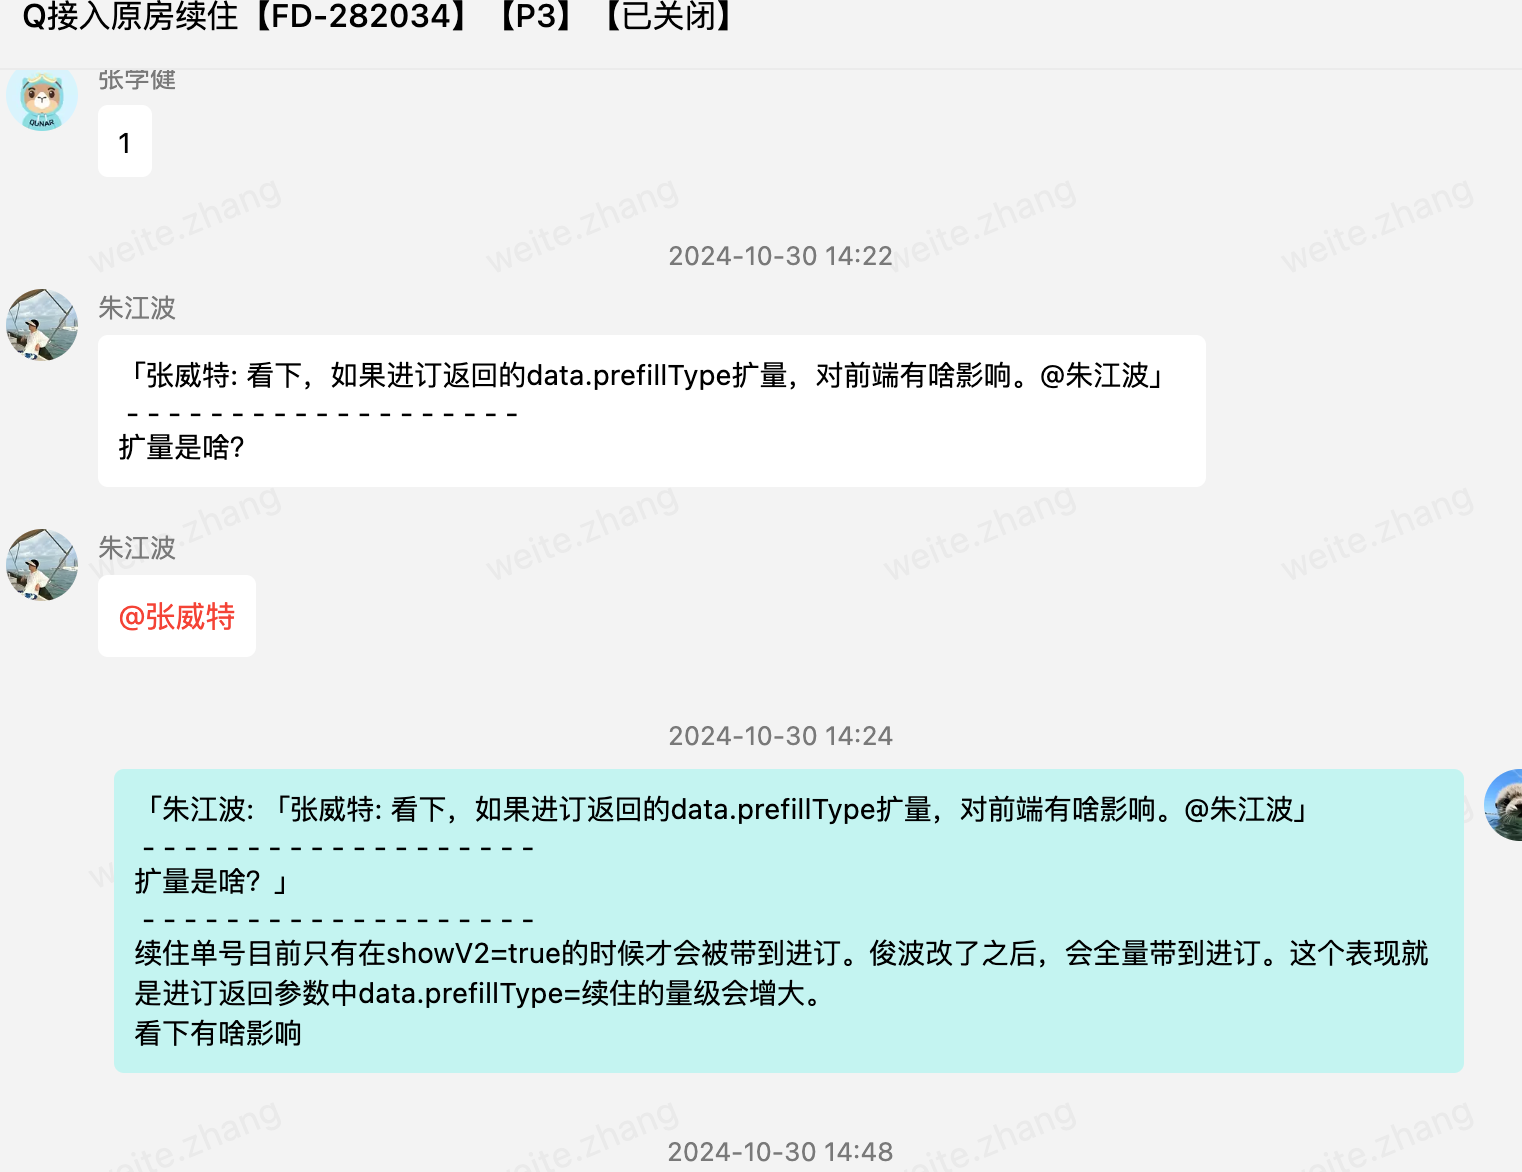 Q接入原房续住【FD-282034】【P3】【已关闭】
张学健
QUNAR
1
weite.zhang weite.zhang weite.zhang weite.zhang
2024-10-30 14:22
朱江波
「张威特: 看下，如果进订返回的data.prefillType扩量，对前端有啥影响。@朱江波」
- - - - - - - - - - - - - - - - - - -
扩量是啥?
weite.zhang weite.zhang weite.zhang weite.zhang
朱江波
@张威特
2024-10-30 14:24
「朱江波: 「张威特: 看下，如果进订返回的data.prefillType扩量，对前端有啥影响。@朱江波」
- - - - - - - - - - - - - - - - - - -
扩量是啥? 」
- - - - - - - - - - - - - - - - - - -
续住单号目前只有在showV2=true的时候才会被带到进订。俊波改了之后，会全量带到进订。这个表现就
是进订返回参数中data.prefillType=续住的量级会增大。
看下有啥影响
weite.zhang weite.zhang weite.zhang weite.zhang
2024-10-30 14:48